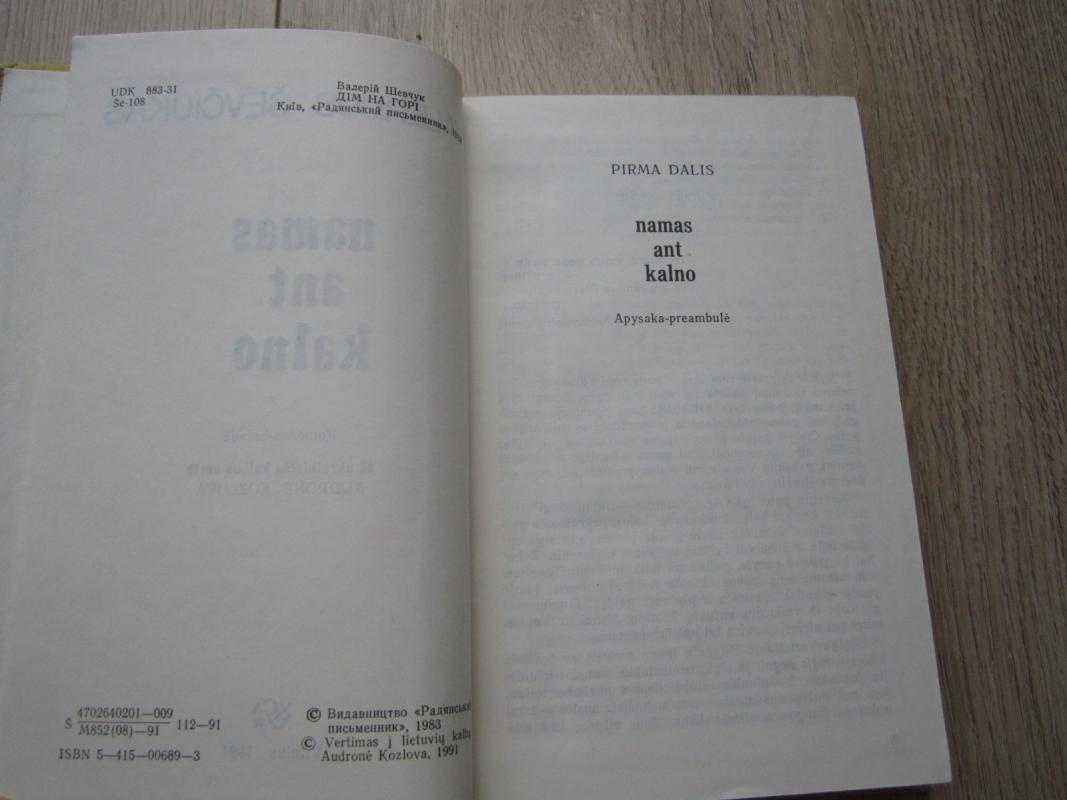 UDK 883-31
Še-108
Валерій Шевчук
ДІМ НА ГОРІ
Київ, «Радянський письменник», 1983
S 4702640201—009 112—91
M852(08)—91
ISBN 5—415—00689—3
© Видавництво «Радянський
письменник», 1983
© Vertimas į lietuvių kalbą,
Audronė Kozlova, 1991
PIRMA DALIS
namas
ant
kalno
Apysaka-preambulė